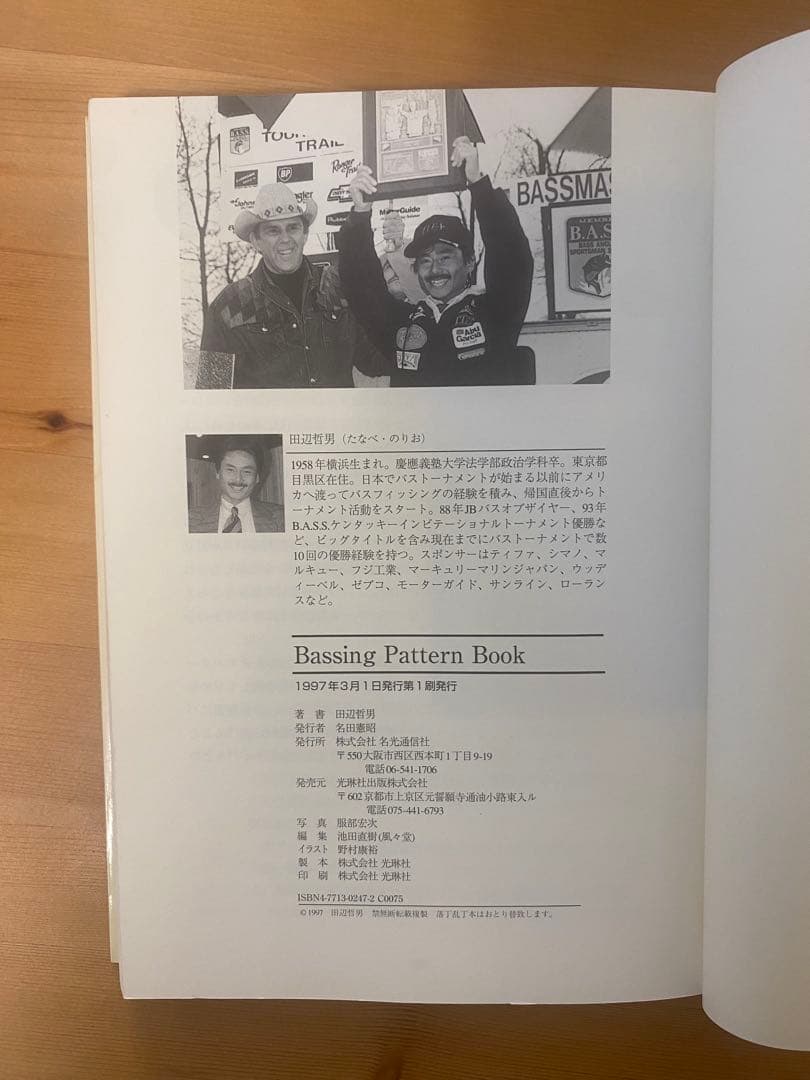 B.A.S.S.
TOUR
TRAIL
BP
Ranger
Johns
MotorGuide
BASSMAS
MEMBER
B.A.S.S.
BASS ANGLERS
SPORTSMAN S
Abu
Garcia
田辺哲男（たなべ・のりお）
1958年横浜生まれ。慶應義塾大学法学部政治学科卒。東京都
目黒区在住。日本でバストーナメントが始まる以前にアメリ
カへ渡ってバスフィッシングの経験を積み、帰国直後からト
ーナメント活動をスタート。88年JBバスオブザイヤー、93年
B.A.S.S.ケンタッキーインビテーショナルトーナメント優勝な
ど、ビッグタイトルを含み現在までにバストーナメントで数
10回の優勝経験を持つ。スポンサーはティファ、シマノ、マ
ルキュー、フジ工業、マーキュリーマリンジャパン、ウッデ
ィーベル、ゼブコ、モーターガイド、サンライン、ローラン
スなど。
Bassing Pattern Book
1997年3月1日発行第1刷発行
著　書　田辺哲男
発行者　名田憲昭
発行所　株式会社 名光通信社
〒550大阪市西区西本町1丁目9-19
電話06-541-1706
発売元　光琳社出版株式会社
〒602京都市上京区元誓願寺通油小路東入ル
電話075-441-6793
写　真　服部宏次
編　集　池田直樹(風々堂)
イラスト　野村康裕
製　本　株式会社 光琳社
印　刷　株式会社 光琳社
ISBN4-7713-0247-2 C0075
©1997　田辺哲男　禁無断転載複製　落丁乱丁本はおとり替致します。